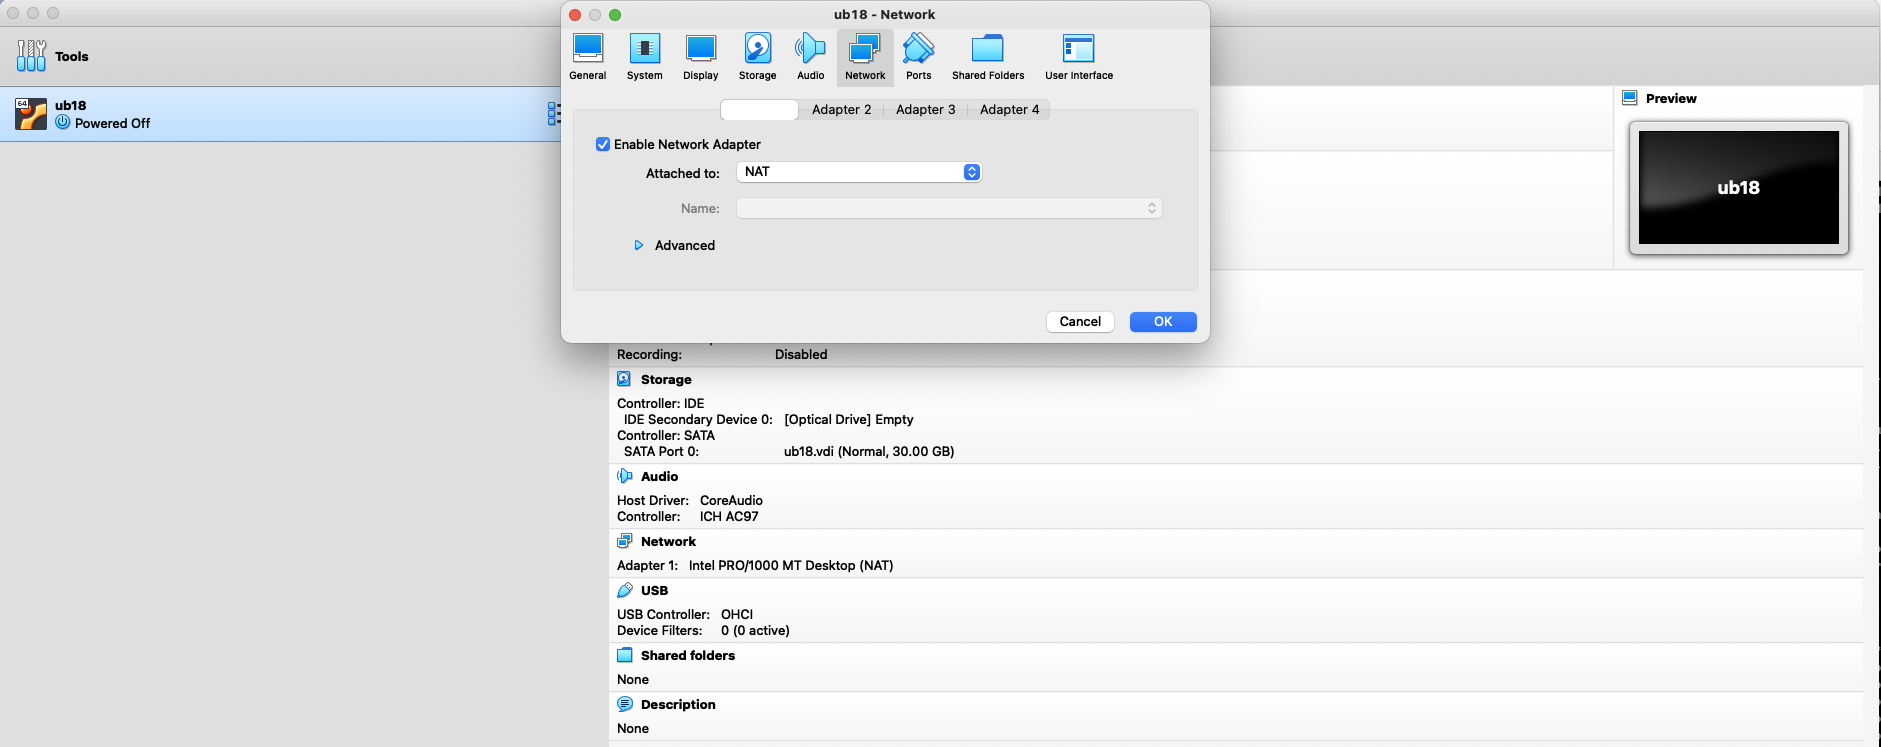 ub18 - Network
General
System
Display
Storage
Audio
Network
Ports
Shared Folders
User Interface
Adapter 2
Adapter 3
Adapter 4
Enable Network Adapter
Attached to: NAT
Name:
Advanced
Cancel
OK
Tools
64
ub18
Powered Off
Preview
ub18
Recording: Disabled
Storage
Controller: IDE
IDE Secondary Device 0: [Optical Drive] Empty
Controller: SATA
SATA Port 0: ub18.vdi (Normal, 30.00 GB)
Audio
Host Driver: CoreAudio
Controller: ICH AC97
Network
Adapter 1: Intel PRO/1000 MT Desktop (NAT)
USB
USB Controller: OHCI
Device Filters: 0 (0 active)
Shared folders
None
Description
None